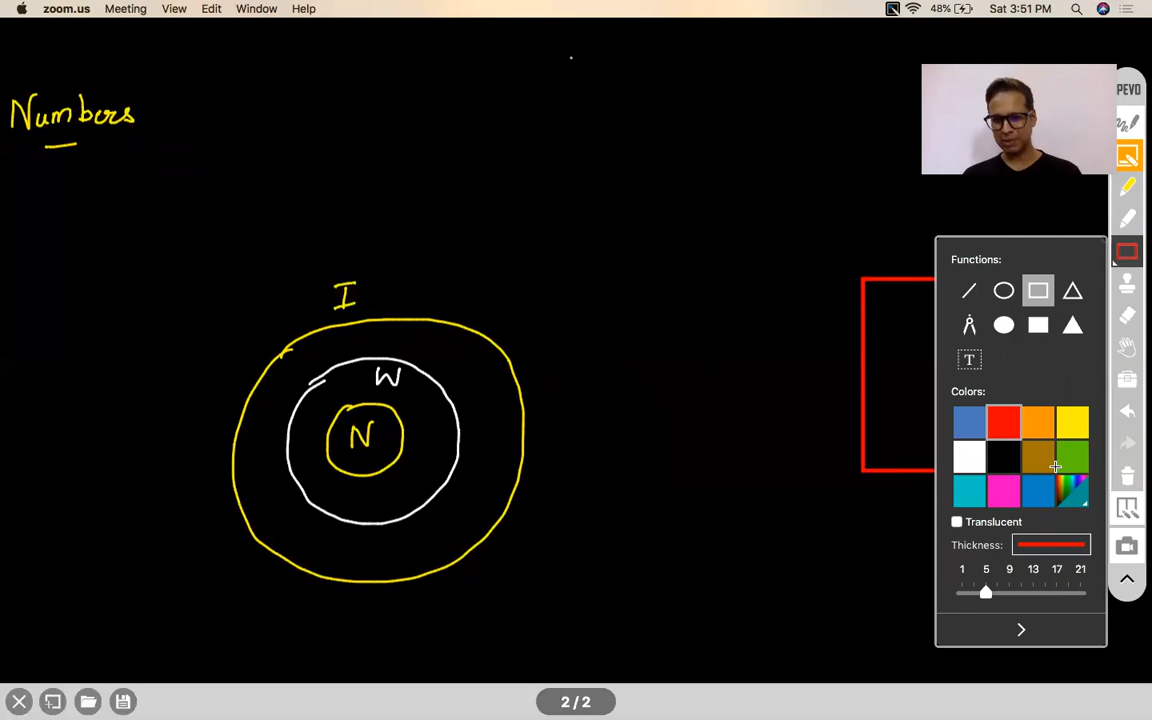 zoom.us Meeting View Edit Window Help
48% Sat 3:51 PM
Numbers
PEVO
I
W
N
Functions:
T
Colors:
Translucent
Thickness:
1 5 9 13 17 21
2/2